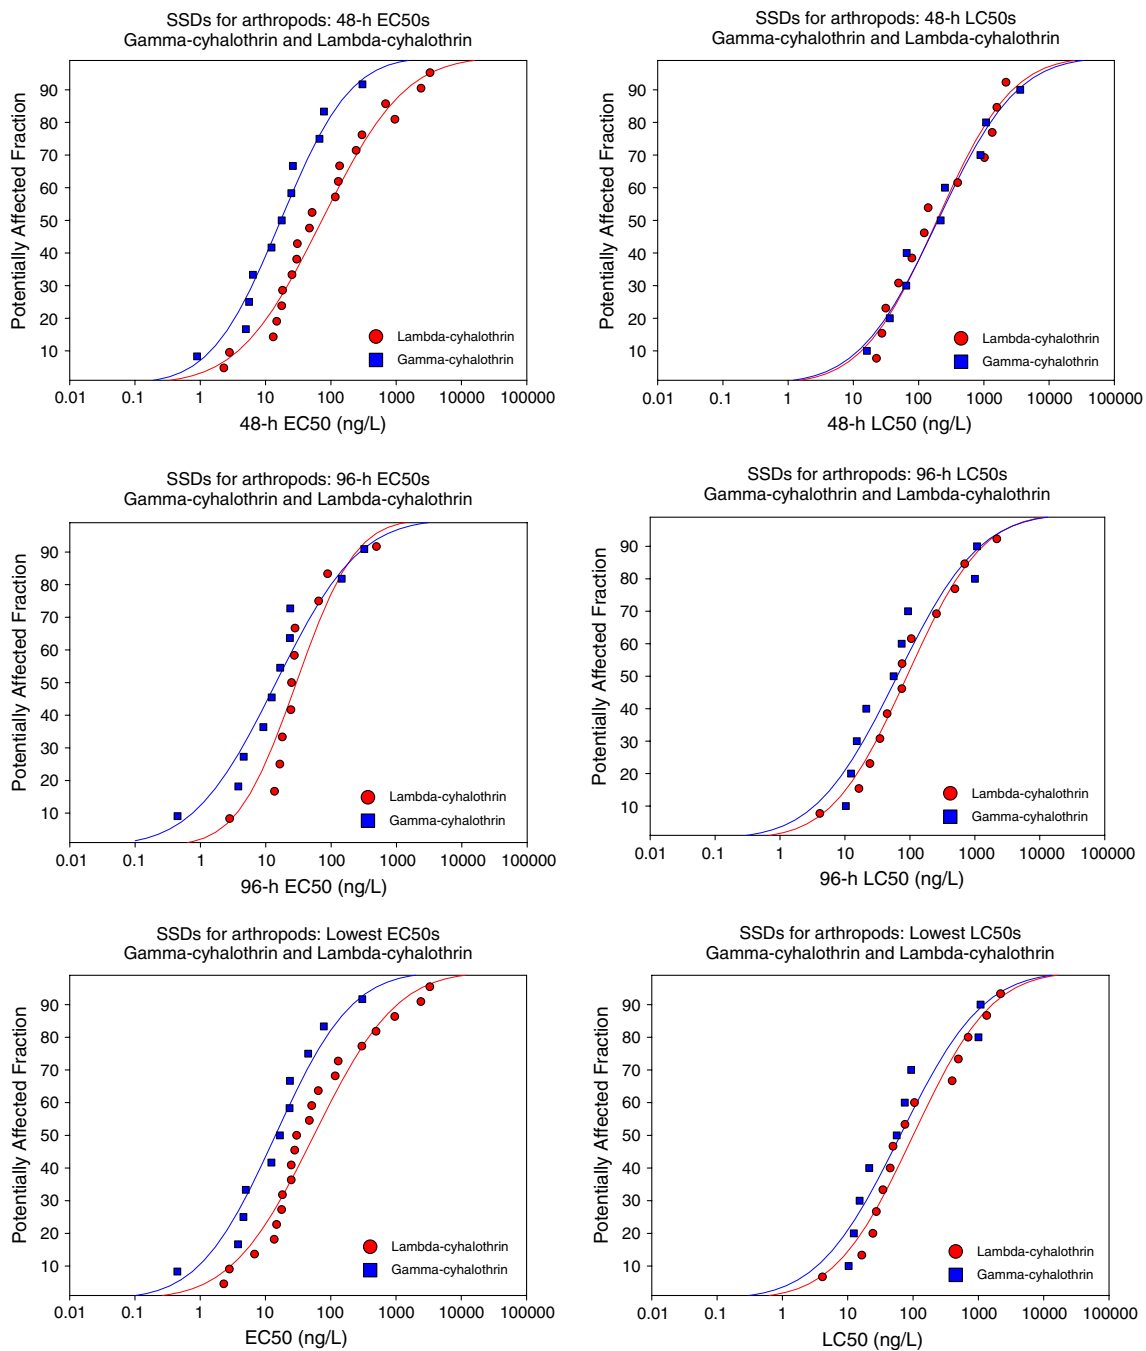 SSDs for arthropods: 48-h EC50s
Gamma-cyhalothrin and Lambda-cyhalothrin
Potentially Affected Fraction
90
80
70
60
50
40
30
20
10
Lambda-cyhalothrin
Gamma-cyhalothrin
0.01 0.1 1 10 100 1000 10000 100000
48-h EC50 (ng/L)
SSDs for arthropods: 48-h LC50s
Gamma-cyhalothrin and Lambda-cyhalothrin
Potentially Affected Fraction
90
80
70
60
50
40
30
20
10
Lambda-cyhalothrin
Gamma-cyhalothrin
0.01 0.1 1 10 100 1000 10000 100000
48-h LC50 (ng/L)
SSDs for arthropods: 96-h EC50s
Gamma-cyhalothrin and Lambda-cyhalothrin
Potentially Affected Fraction
90
80
70
60
50
40
30
20
10
Lambda-cyhalothrin
Gamma-cyhalothrin
0.01 0.1 1 10 100 1000 10000 100000
96-h EC50 (ng/L)
SSDs for arthropods: 96-h LC50s
Gamma-cyhalothrin and Lambda-cyhalothrin
Potentially Affected Fraction
90
80
70
60
50
40
30
20
10
Lambda-cyhalothrin
Gamma-cyhalothrin
0.01 0.1 1 10 100 1000 10000 100000
96-h LC50 (ng/L)
SSDs for arthropods: Lowest EC50s
Gamma-cyhalothrin and Lambda-cyhalothrin
Potentially Affected Fraction
90
80
70
60
50
40
30
20
10
Lambda-cyhalothrin
Gamma-cyhalothrin
0.01 0.1 1 10 100 1000 10000 100000
EC50 (ng/L)
SSDs for arthropods: Lowest LC50s
Gamma-cyhalothrin and Lambda-cyhalothrin
Potentially Affected Fraction
90
80
70
60
50
40
30
20
10
Lambda-cyhalothrin
Gamma-cyhalothrin
0.01 0.1 1 10 100 1000 10000 100000
LC50 (ng/L)